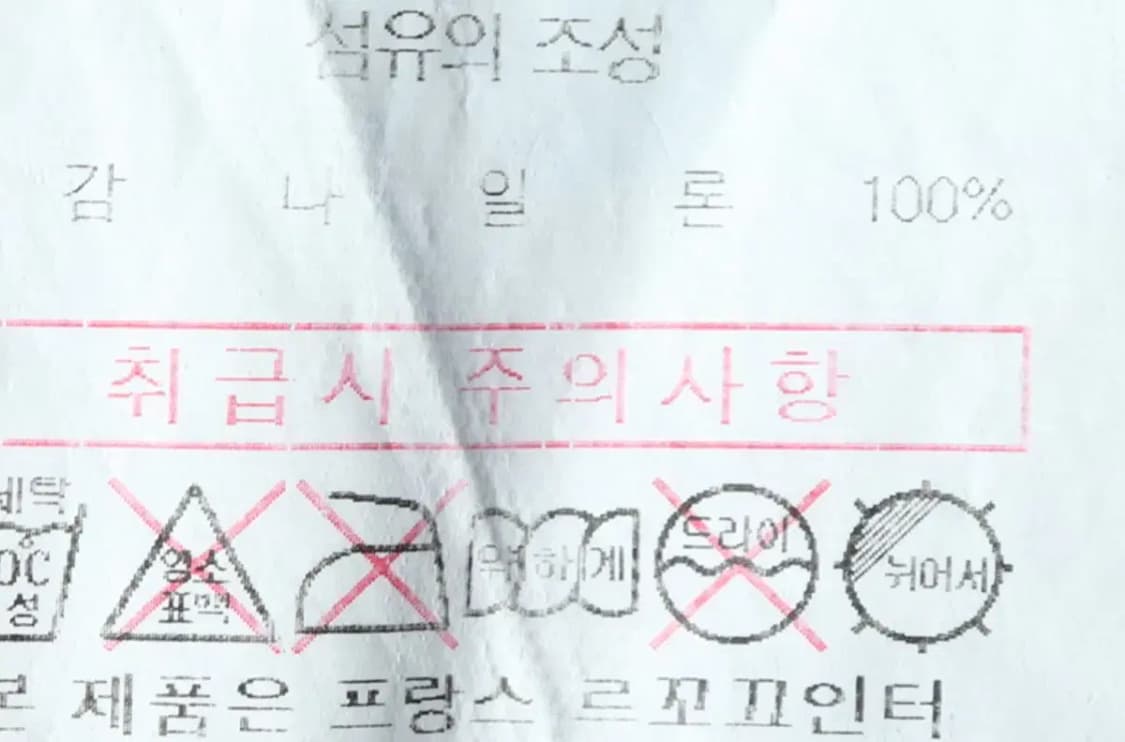 섬유의 조성
감 나 일 론 100%
취급시 주의사항
세탁
염소
표백
약하게
드라이
뉘어서
제품은 프랑스 르꼬끄인터